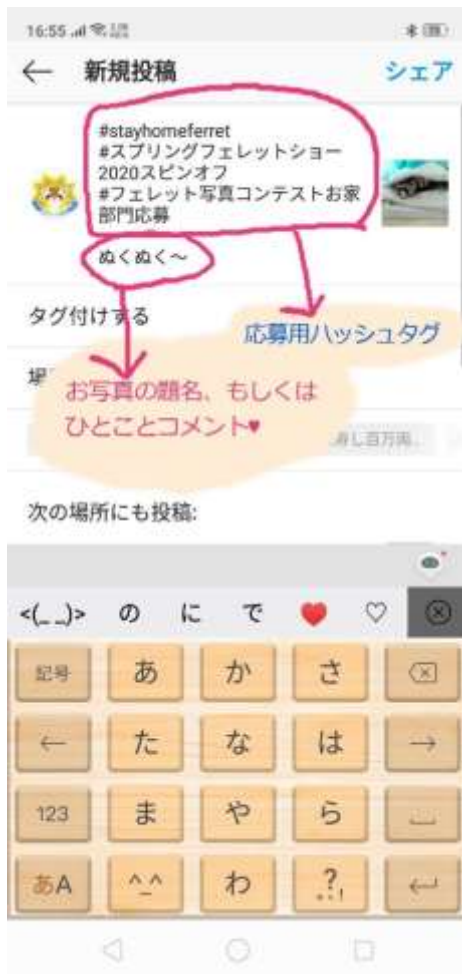 16:55
新規投稿
シェア
#stayhomeferret
#スプリングフェレットショー
2020スピンオフ
#フェレット写真コンテストお家
部門応募
ぬくぬく～
タグ付けする
応募用ハッシュタグ
場
お写真の題名、もしくは
ひとことコメント♥
次の場所にも投稿:
<(_ _)> の に で ❤ ♡
記号 あ か さ
← た な は →
123 ま や ら
あA ^_^ わ .?!